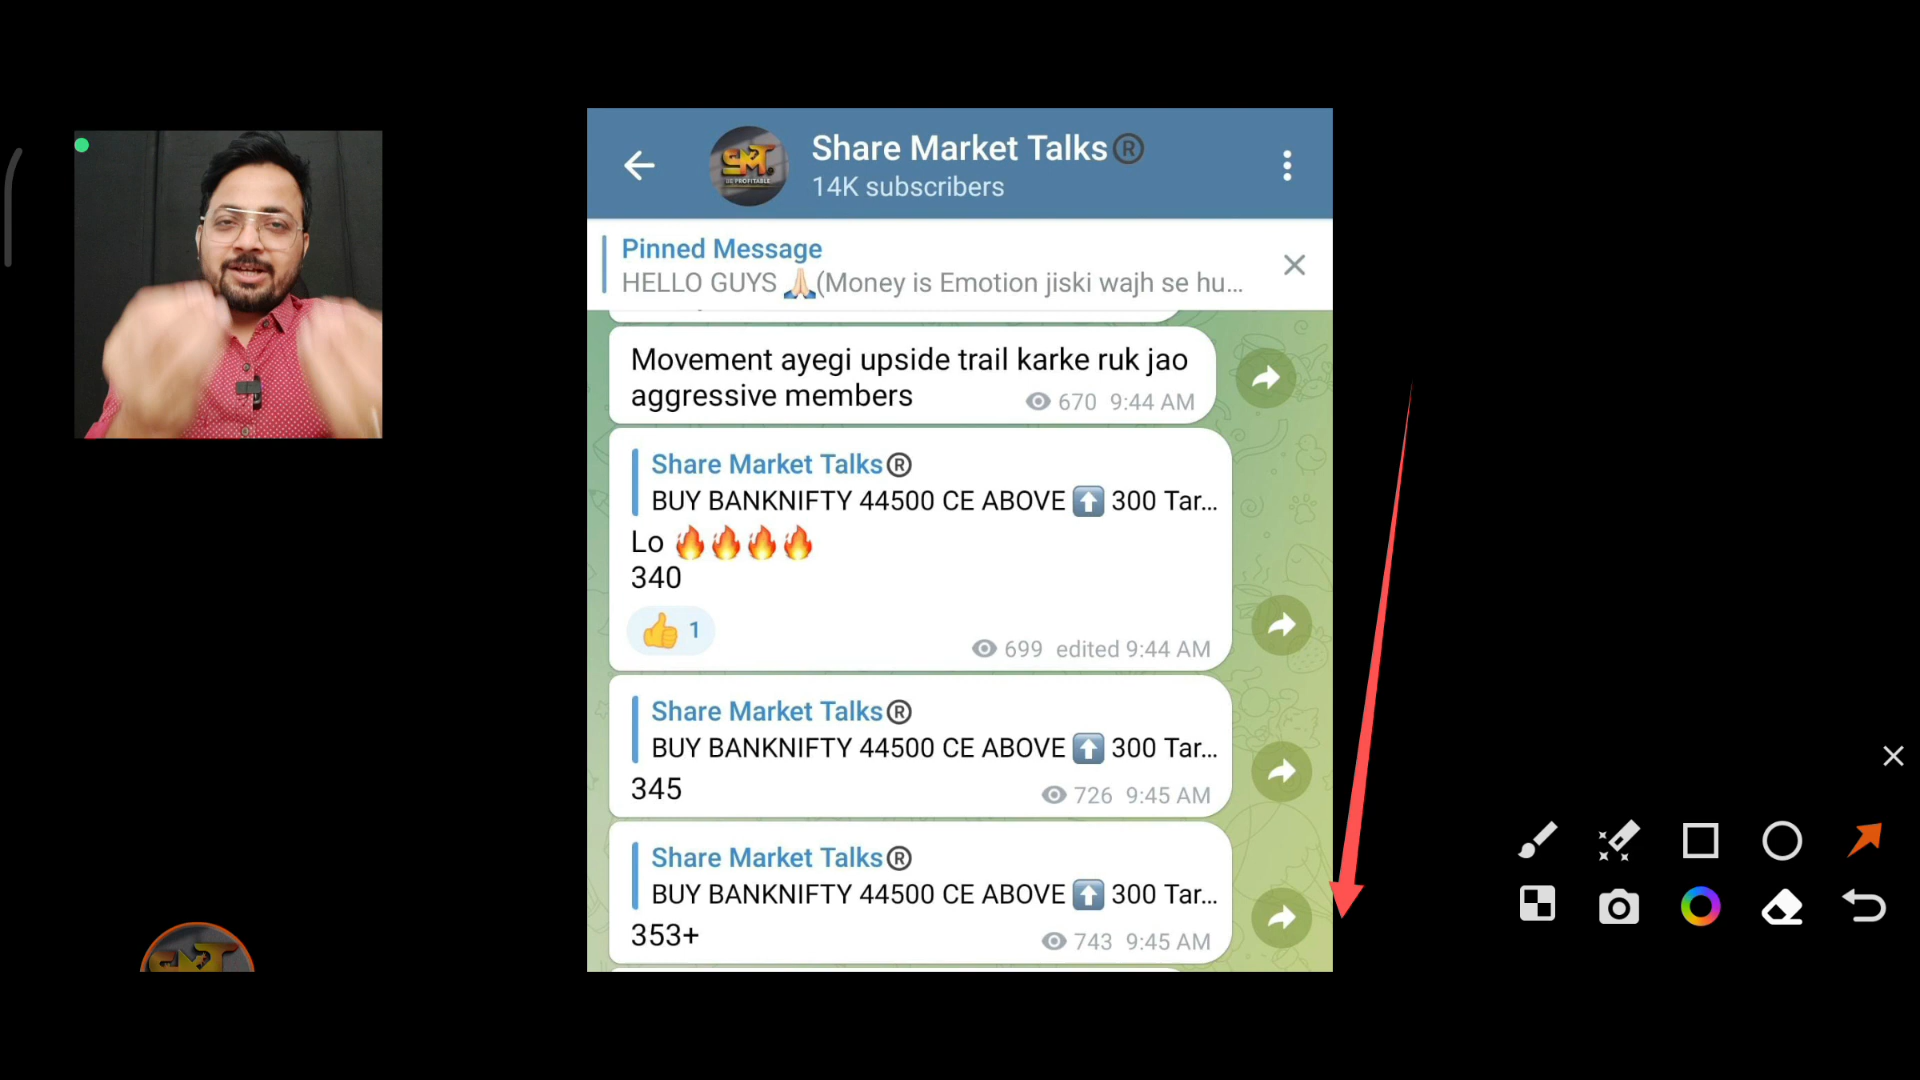 Share Market Talks®
14K subscribers
SMT.
BE PROFITABLE
Pinned Message
HELLO GUYS 🙏🏻(Money is Emotion jiski wajh se hu...
Movement ayegi upside trail karke ruk jao
aggressive members
670 9:44 AM
Share Market Talks®
BUY BANKNIFTY 44500 CE ABOVE ⬆️ 300 Tar...
Lo 🔥🔥🔥🔥
340
👍 1
699 edited 9:44 AM
Share Market Talks®
BUY BANKNIFTY 44500 CE ABOVE ⬆️ 300 Tar...
345
726 9:45 AM
Share Market Talks®
BUY BANKNIFTY 44500 CE ABOVE ⬆️ 300 Tar...
353+
743 9:45 AM